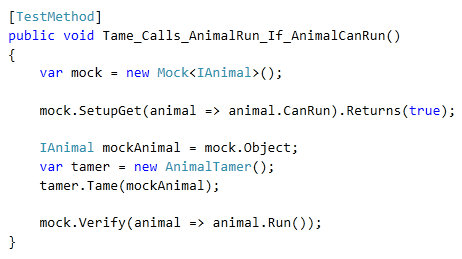 [TestMethod]
public void Tame_Calls_AnimalRun_If_AnimalCanRun()
{
    var mock = new Mock<IAnimal>();

    mock.SetupGet(animal => animal.CanRun).Returns(true);

    IAnimal mockAnimal = mock.Object;
    var tamer = new AnimalTamer();
    tamer.Tame(mockAnimal);

    mock.Verify(animal => animal.Run());
}